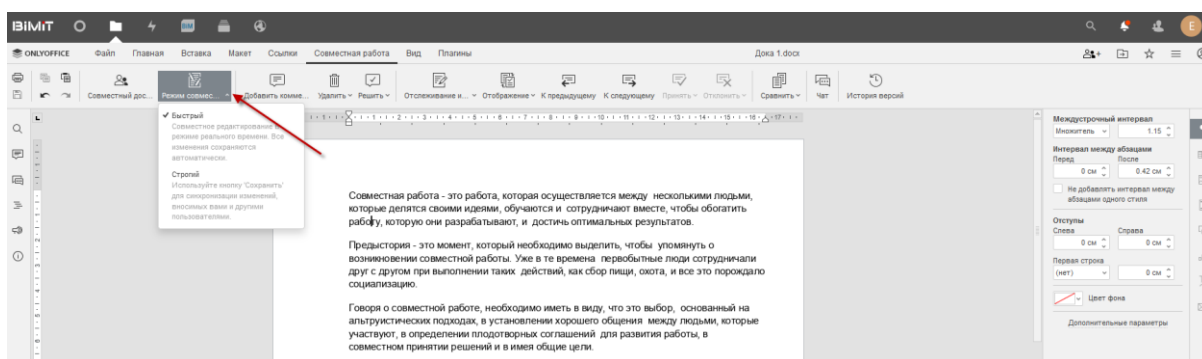 BIMIT
BIM
E
ONLYOFFICE Файл Главная Вставка Макет Ссылки Совместная работа Вид Плагины Дока 1.docx
Совместный дос... Режим совмес... Добавить комме... Удалить Решить Отслеживание и... Отображение К предыдущему К следующему Принять Отклонить Сравнить Чат История версий
Быстрый
Совместное редактирование в
режиме реального времени. Все
изменения сохраняются
автоматически.
Строгий
Используйте кнопку 'Сохранить'
для синхронизации изменений,
вносимых вами и другими
пользователями.
Совместная работа - это работа, которая осуществляется между несколькими людьми,
которые делятся своими идеями, обучаются и сотрудничают вместе, чтобы обогатить
работу, которую они разрабатывают, и достичь оптимальных результатов.
Предыстория - это момент, который необходимо выделить, чтобы упомянуть о
возникновении совместной работы. Уже в те времена первобытные люди сотрудничали
друг с другом при выполнении таких действий, как сбор пищи, охота, и все это порождало
социализацию.
Говоря о совместной работе, необходимо иметь в виду, что это выбор, основанный на
альтруистических подходах, в установлении хорошего общения между людьми, которые
участвуют, в определении плодотворных соглашений для развития работы, в
совместном принятии решений и в имея общие цели.
Междустрочный интервал
Множитель 1.15
Интервал между абзацами
Перед После
0 см 0.42 см
Не добавлять интервал между
абзацами одного стиля
Отступы
Слева Справа
0 см 0 см
Первая строка
(нет) 0 см
Цвет фона
Дополнительные параметры